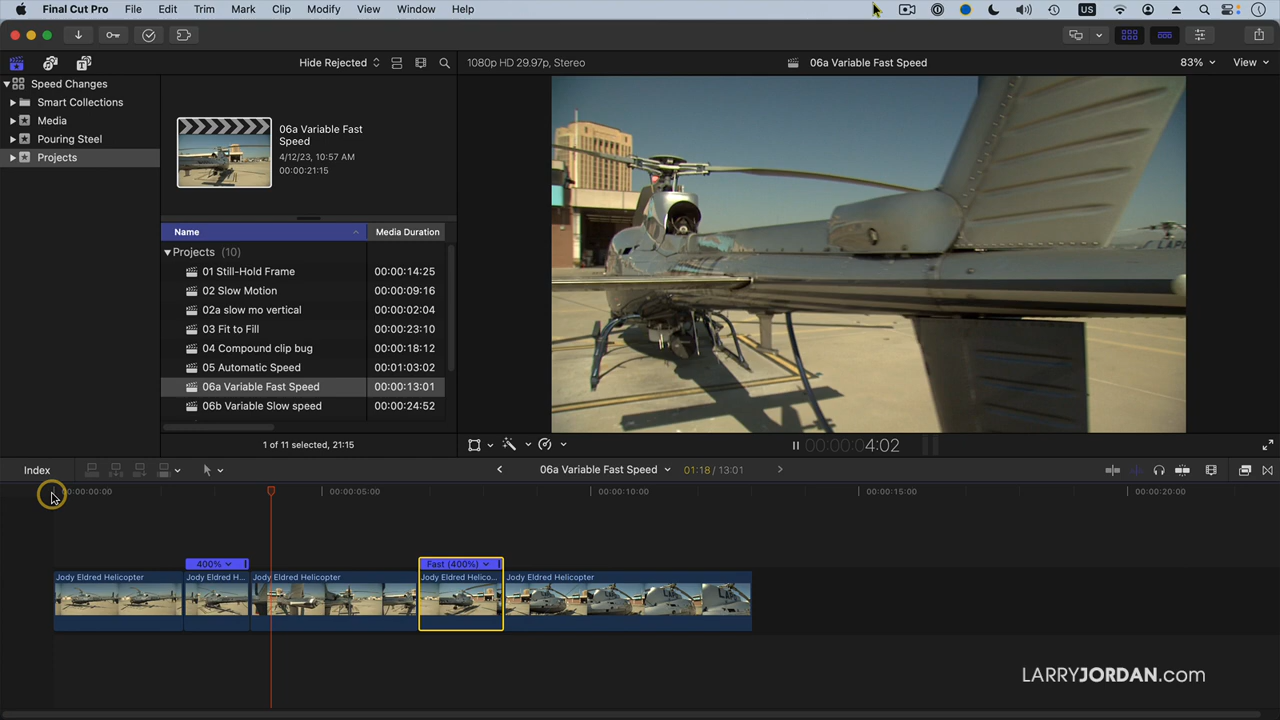 Final Cut Pro File Edit Trim Mark Clip Modify View Window Help US
Hide Rejected 1080p HD 29.97p, Stereo 06a Variable Fast Speed 83% View
Speed Changes
Smart Collections
Media
Pouring Steel
Projects
06a Variable Fast
Speed
4/12/23, 10:57 AM
00:00:21:15
Name Media Duration
Projects (10)
01 Still-Hold Frame 00:00:14:25
02 Slow Motion 00:00:09:16
02a slow mo vertical 00:00:02:04
03 Fit to Fill 00:00:23:10
04 Compound clip bug 00:00:18:12
05 Automatic Speed 00:01:03:02
06a Variable Fast Speed 00:00:13:01
06b Variable Slow speed 00:00:24:52
1 of 11 selected, 21:15
00:00:04:02
Index 06a Variable Fast Speed 01:18 / 13:01
00:00:00:00 00:00:05:00 00:00:10:00 00:00:15:00 00:00:20:00
400% Fast (400%)
Jody Eldred Helicopter Jody Eldred H... Jody Eldred Helicopter Jody Eldred Helico... Jody Eldred Helicopter
LARRYJORDAN.com